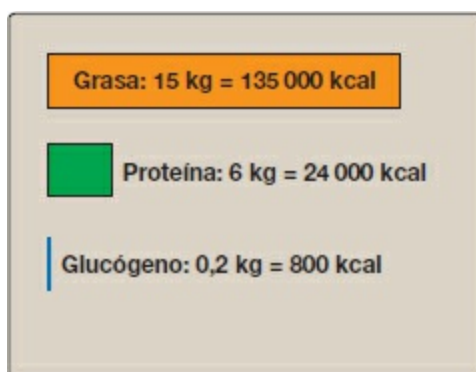 Grasa: 15 kg = 135 000 kcal
Proteína: 6 kg = 24 000 kcal
Glucógeno: 0,2 kg = 800 kcal